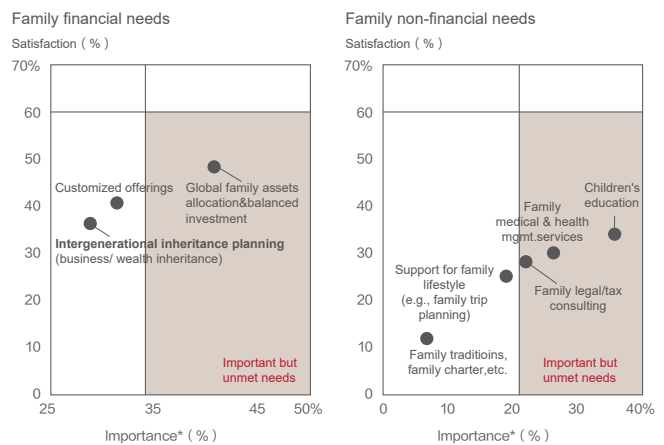 Family financial needs
Satisfaction ( % )
70%
60
50
40
30
20
10
0
Customized offerings
Global family assets
allocation&balanced
investment
Intergenerational inheritance planning
(business/ wealth inheritance)
Important but
unmet needs
25
35
45
50%
Importance* ( % )
Family non-financial needs
Satisfaction ( % )
70%
60
50
40
30
20
10
0
Children's
education
Family
medical & health
mgmt.services
Support for family
lifestyle
(e.g., family trip
planning)
Family legal/tax
consulting
Family traditioins,
family charter,etc.
Important but
unmet needs
0
10
20
30
40%
Importance* ( % )